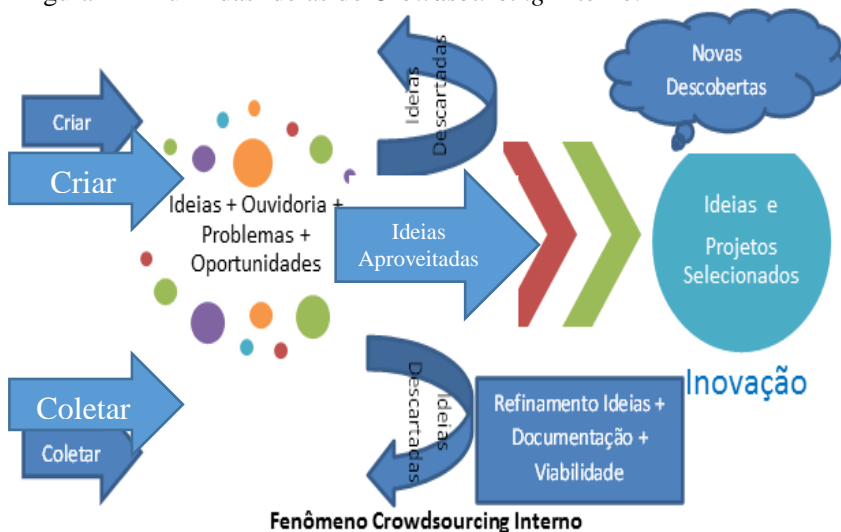 Novas
Descobertas
Ideias
Descartadas
Criar
Criar
Ideias + Ouvidoria +
Problemas +
Oportunidades
Ideias
Aproveitadas
Ideias e
Projetos
Selecionados
Inovação
Coletar
Coletar
Ideias
Descartadas
Refinamento Ideias +
Documentação +
Viabilidade
Fenômeno Crowdsourcing Interno